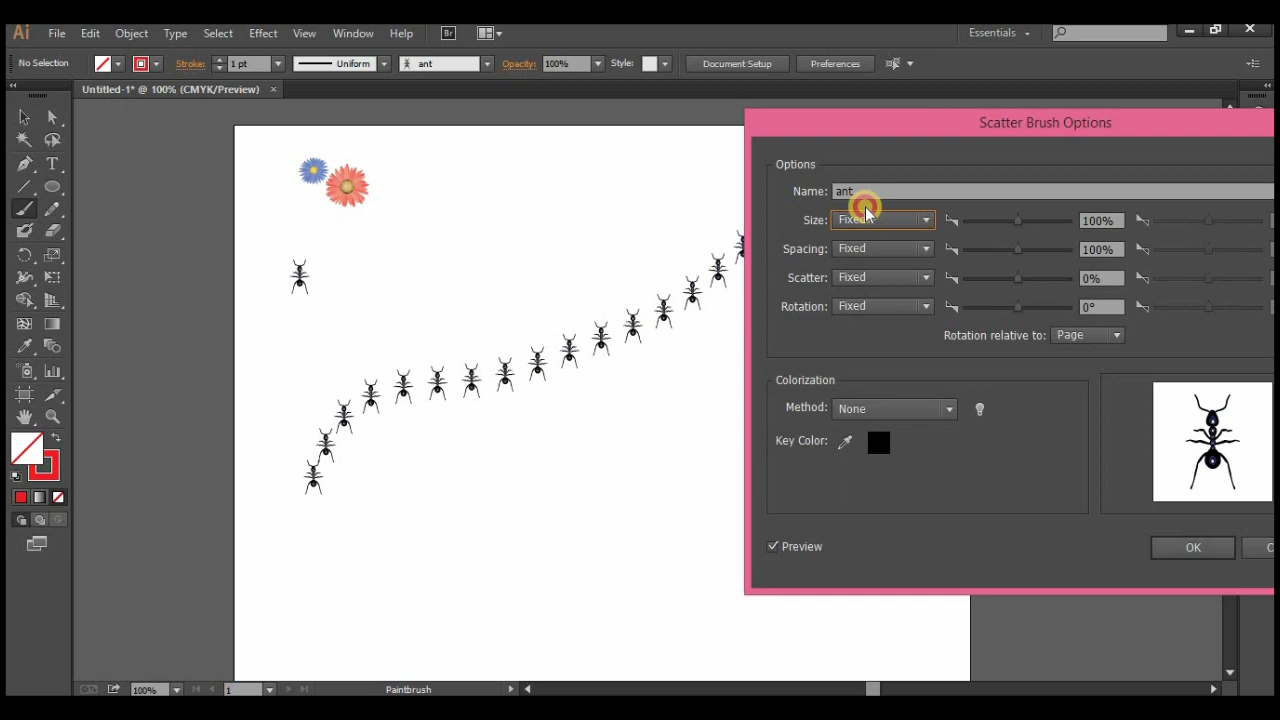 Ai File Edit Object Type Select Effect View Window Help Br Essentials
No Selection Stroke: 1 pt Uniform ant Opacity: 100% Style: Document Setup Preferences
Untitled-1* @ 100% (CMYK/Preview) ×
Scatter Brush Options
Options
Name: ant
Size: Fixed 100%
Spacing: Fixed 100%
Scatter: Fixed 0%
Rotation: Fixed 0°
Rotation relative to: Page
Colorization
Method: None
Key Color:
Preview
OK C
100% 1 Paintbrush